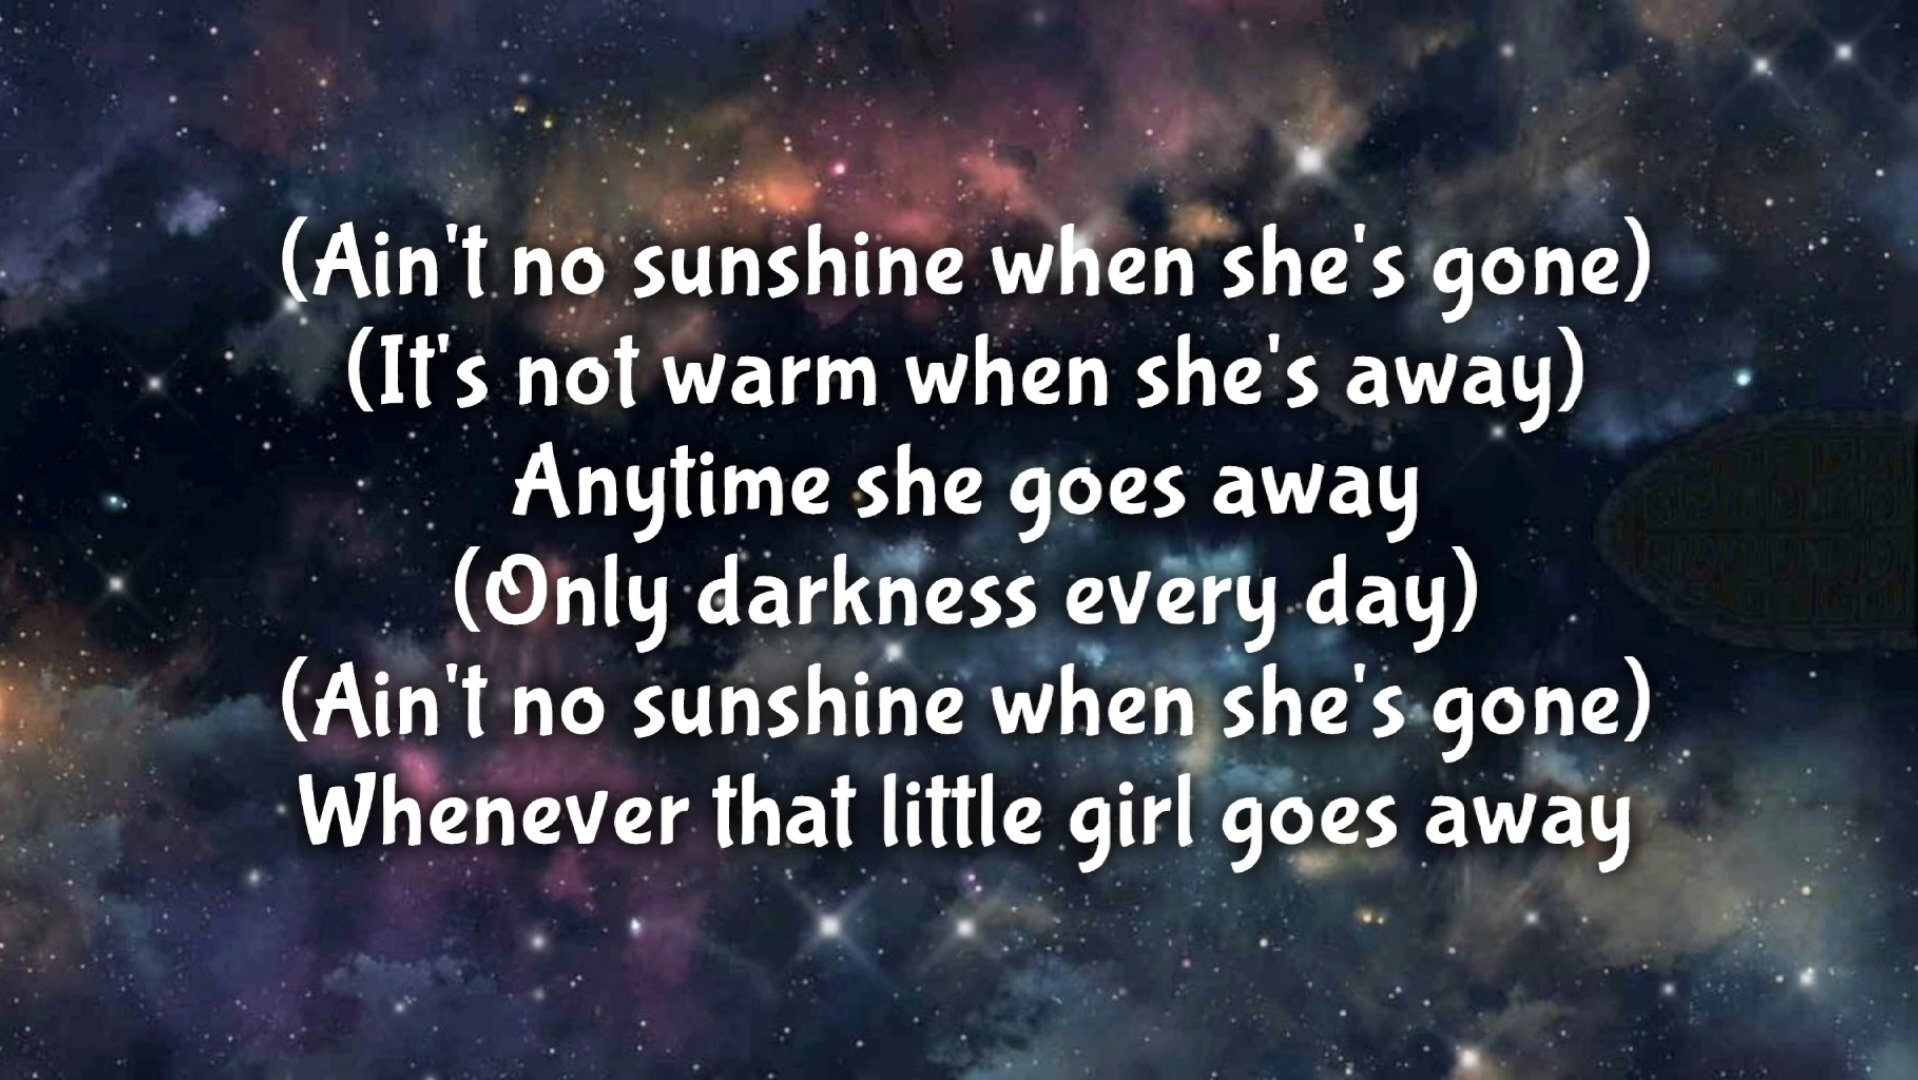 (Ain't no sunshine when she's gone)
(It's not warm when she's away)
Anytime she goes away
(Only darkness every day)
(Ain't no sunshine when she's gone)
Whenever that little girl goes away